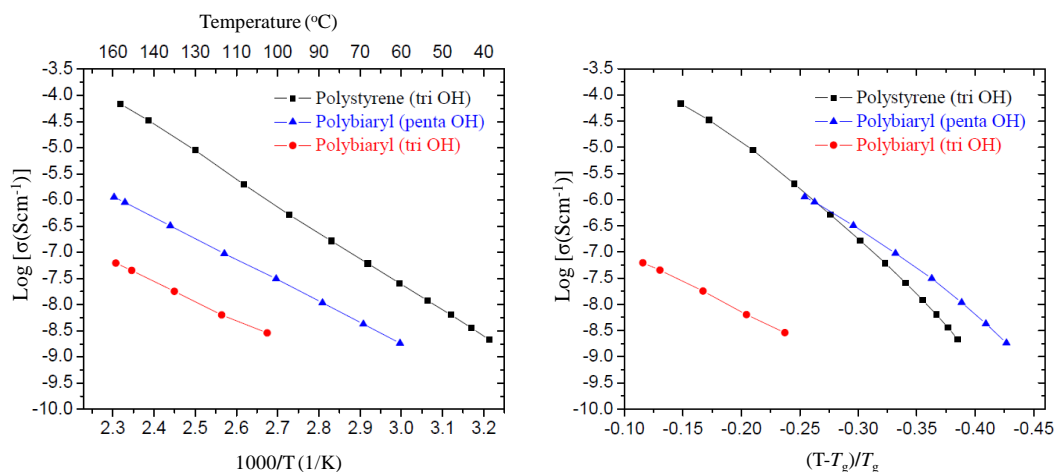 Temperature (°C)
160 140 130 110 100 90 80 70 60 50 40
-3.5
-4.0
-4.5
-5.0
-5.5
-6.0
-6.5
-7.0
-7.5
-8.0
-8.5
-9.0
-9.5
-10.0
Log [σ(Scm⁻¹)]
Polystyrene (tri OH)
Polybiaryl (penta OH)
Polybiaryl (tri OH)
2.3 2.4 2.5 2.6 2.7 2.8 2.9 3.0 3.1 3.2
1000/T (1/K)
-3.5
-4.0
-4.5
-5.0
-5.5
-6.0
-6.5
-7.0
-7.5
-8.0
-8.5
-9.0
-9.5
-10.0
Log [σ(Scm⁻¹)]
Polystyrene (tri OH)
Polybiaryl (penta OH)
Polybiaryl (tri OH)
-0.10 -0.15 -0.20 -0.25 -0.30 -0.35 -0.40 -0.45
(T-Tg)/Tg